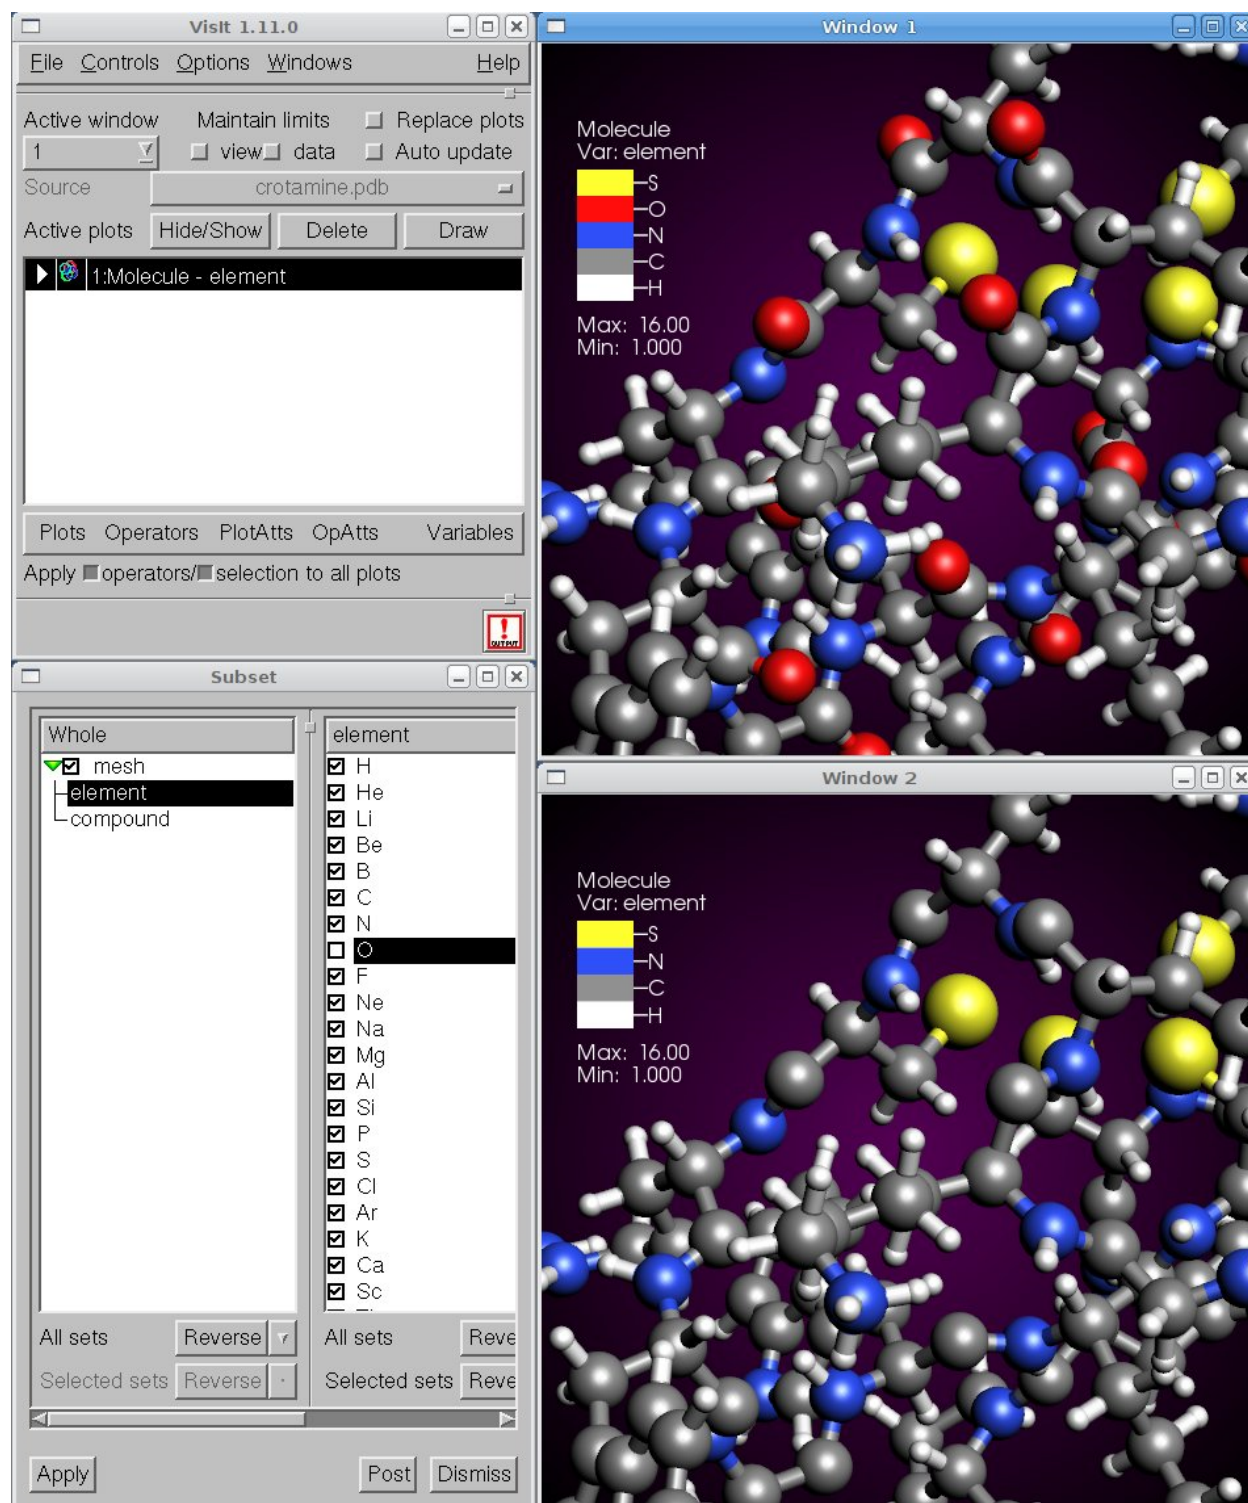 VisIt 1.11.0
File Controls Options Windows Help
Active window Maintain limits Replace plots
1 view data Auto update
Source crotamine.pdb
Active plots Hide/Show Delete Draw
1:Molecule - element
Plots Operators PlotAtts OpAtts Variables
Apply operators/ selection to all plots
OUTPUT
Subset
Whole
mesh
element
compound
element
H
He
Li
Be
B
C
N
O
F
Ne
Na
Mg
Al
Si
P
S
Cl
Ar
K
Ca
Sc
All sets Reverse
Selected sets Reverse
All sets Reve
Selected sets Reve
Apply Post Dismiss
Window 1
Molecule
Var: element
S
O
N
C
H
Max: 16.00
Min: 1.000
Window 2
Molecule
Var: element
S
N
C
H
Max: 16.00
Min: 1.000